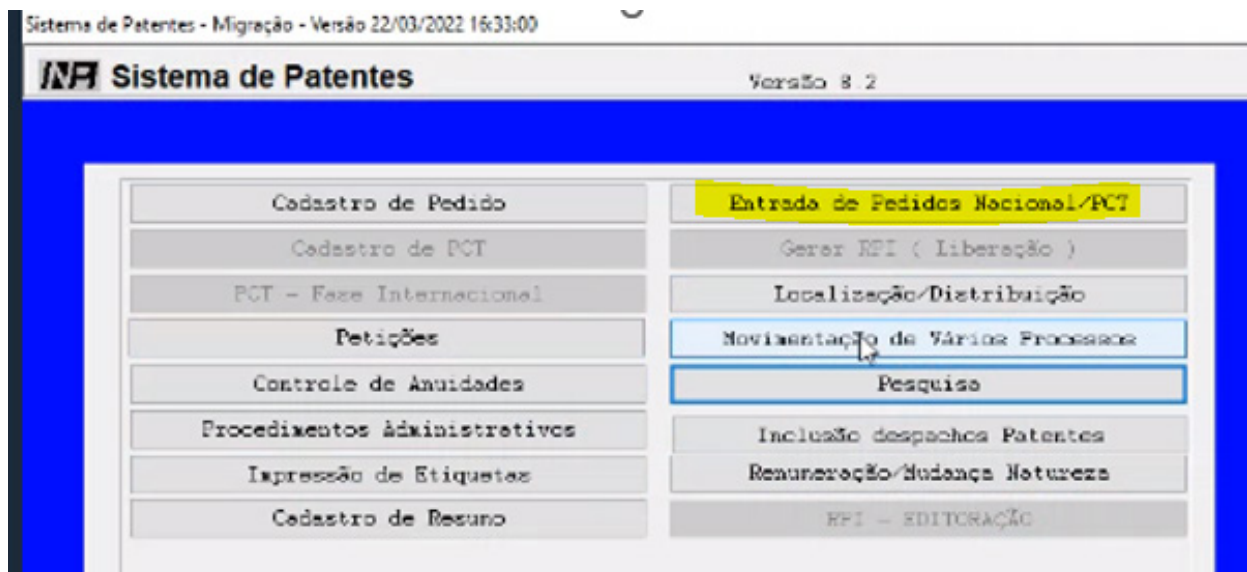 Sistema de Patentes - Migração - Versão 22/03/2022 16:33:00
INPI Sistema de Patentes
Versão 8.2
Cadastro de Pedido
Entrada de Pedidos Nacional/PCT
Cadastro de PCT
Gerar RPI ( Liberação )
PCT - Fase Internacional
Localização/Distribuição
Petições
Movimentação de Vários Processos
Controle de Anuidades
Pesquisa
Procedimentos Administrativos
Inclusão despachos Patentes
Impressão de Etiquetas
Renumeração/Mudança Natureza
Cadastro de Resumo
RPI - EDITORAÇÃO